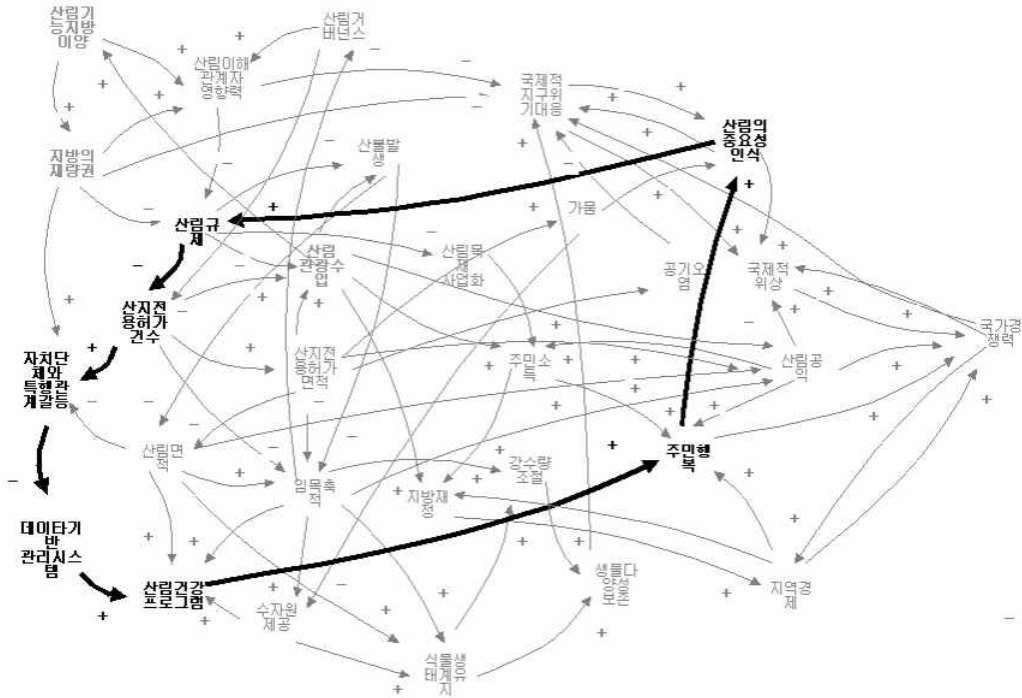 산림기
능지방
이양
산림거
버넌스
산림이해
관계자
영향력
국제적
지구위
기대응
산림의
중요성
인식
지방의
재량권
산불발
생
가뭄
산림규
제
산림
관광수
입
산림목
재
사업화
공기오
염
국제적
위상
산지전
용허가
건수
국가경
쟁력
자치단
체와
특행관
계갈등
산지전
용허가
면적
주민소
득
산림공
익
산림면
적
임목축
적
강수량
조절
지방재
정
주민행
복
데이타기
반
관리시스
템
산림건강
프로그램
수자원
제공
생물다
양성
보존
지역경
제
식물생
태계유
지